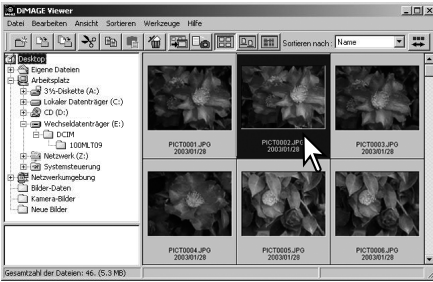 DiMAGE Viewer
Datei Bearbeiten Ansicht Sortieren Werkzeuge Hilfe
Sortieren nach: Name
Desktop
Eigene Dateien
Arbeitsplatz
3½-Diskette (A:)
Lokaler Datenträger (C:)
CD (D:)
Wechseldatenträger (E:)
DCIM
100MLT09
Netzwerk (Z:)
Systemsteuerung
Netzwerkumgebung
Bilder-Daten
Kamera-Bilder
Neue Bilder
PICT0001.JPG
2003/01/28
PICT0002.JPG
2003/01/28
PICT0003.JPG
2003/01/28
PICT0004.JPG
2003/01/28
PICT0005.JPG
2003/01/28
PICT0006.JPG
2003/01/28
Gesamtzahl der Dateien: 46. (5.3 MB)